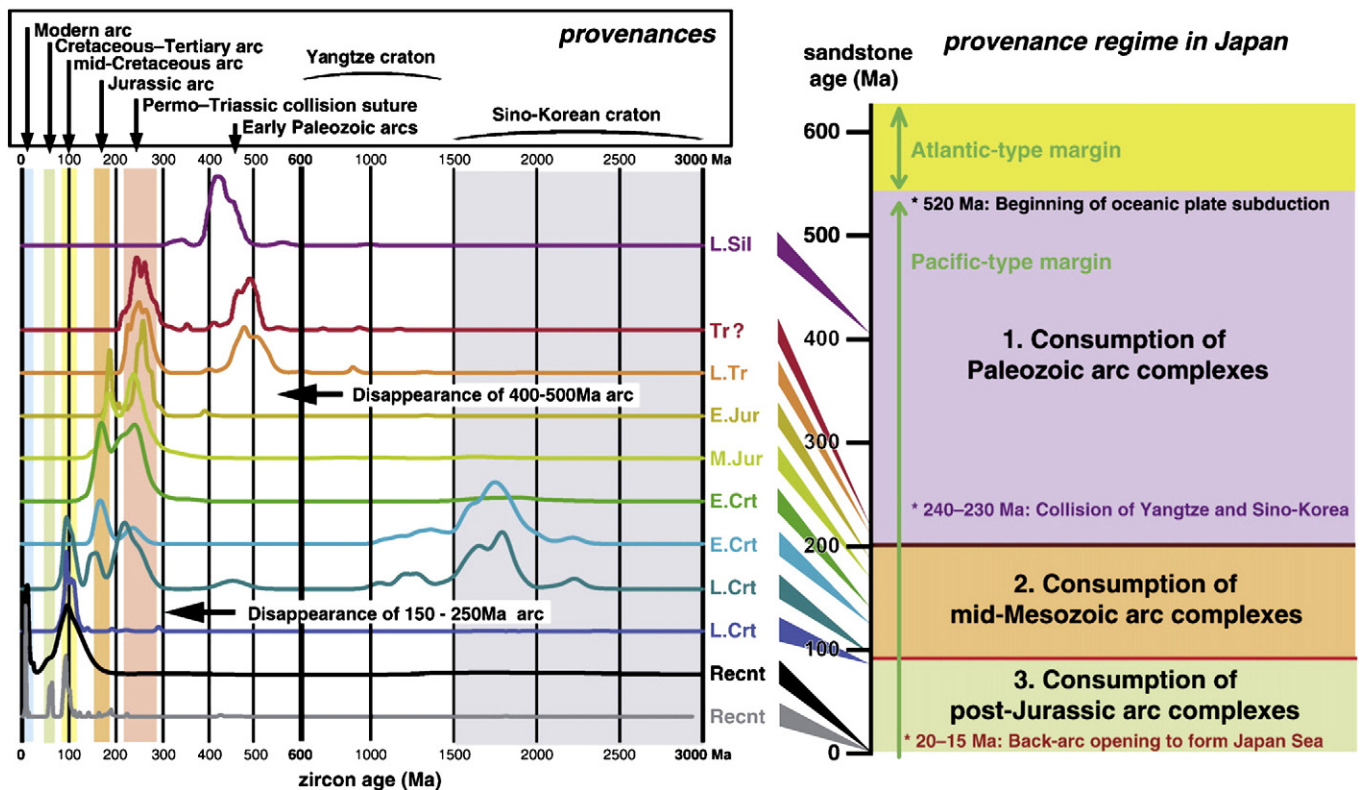 provenances
Modern arc
Cretaceous–Tertiary arc
mid-Cretaceous arc
Jurassic arc
Permo–Triassic collision suture
Early Paleozoic arcs
Yangtze craton
Sino-Korean craton
0 100 200 300 400 500 600 1000 1500 2000 2500 3000 Ma
L.Sil
Tr ?
L.Tr
Disappearance of 400-500Ma arc
E.Jur
M.Jur
E.Crt
E.Crt
L.Crt
Disappearance of 150 - 250Ma arc
L.Crt
Recnt
Recnt
0 100 200 300 400 500 600 1000 1500 2000 2500 3000 Ma
zircon age (Ma)
sandstone
age (Ma)
provenance regime in Japan
600
500
400
300
200
100
0
Atlantic-type margin
* 520 Ma: Beginning of oceanic plate subduction
Pacific-type margin
1. Consumption of
Paleozoic arc complexes
* 240–230 Ma: Collision of Yangtze and Sino-Korea
2. Consumption of
mid-Mesozoic arc complexes
3. Consumption of
post-Jurassic arc complexes
* 20–15 Ma: Back-arc opening to form Japan Sea